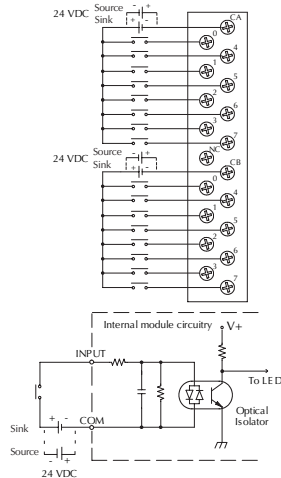 Source - +
24 VDC
Sink + -
CA
0
4
1
5
2
6
3
7
NC
Source - +
24 VDC
Sink + -
CB
0
4
1
5
2
6
3
7
Internal module circuitry V+
INPUT
To LED
COM
Optical
Isolator
Sink + -
Source - +
24 VDC